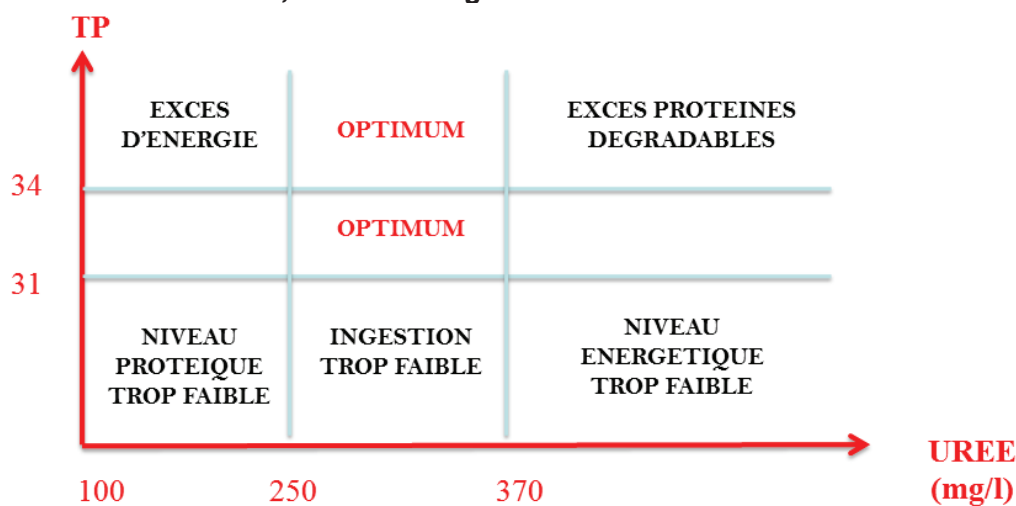 TP
EXCES
D'ENERGIE
OPTIMUM
EXCES PROTEINES
DEGRADABLES
34
OPTIMUM
31
NIVEAU
PROTEIQUE
TROP FAIBLE
INGESTION
TROP FAIBLE
NIVEAU
ENERGETIQUE
TROP FAIBLE
UREE
(mg/l)
100
250
370